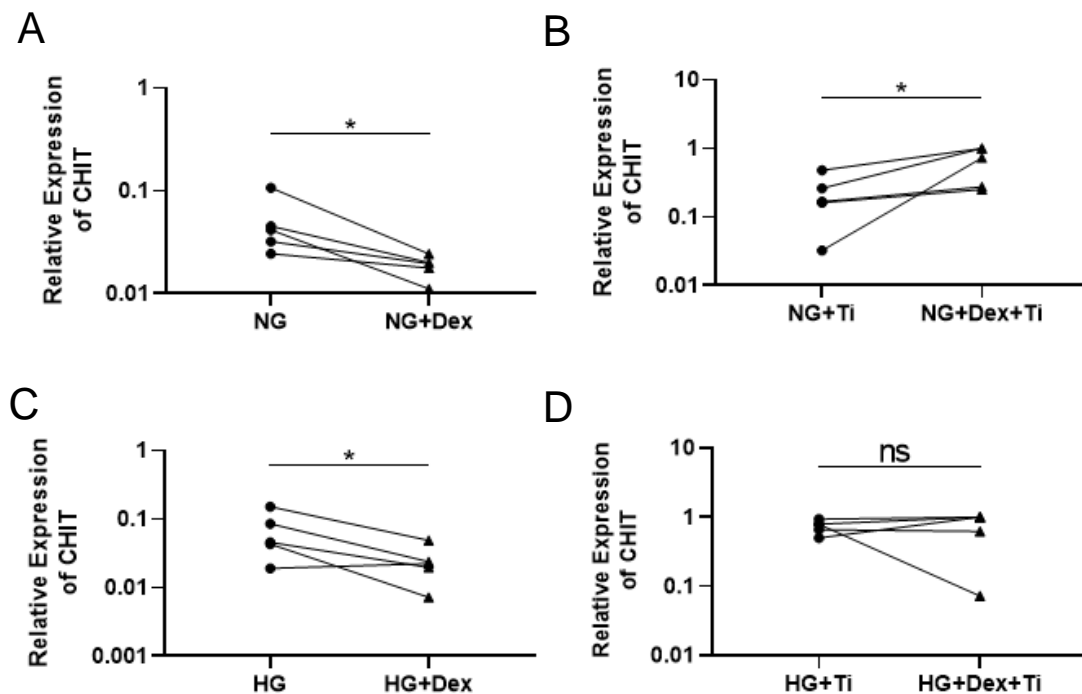 A
Relative Expression
of CHIT
1
0.1
0.01
*
NG
NG+Dex
B
Relative Expression
of CHIT
10
1
0.1
0.01
*
NG+Ti
NG+Dex+Ti
C
Relative Expression
of CHIT
1
0.1
0.01
0.001
*
HG
HG+Dex
D
Relative Expression
of CHIT
10
1
0.1
0.01
ns
HG+Ti
HG+Dex+Ti